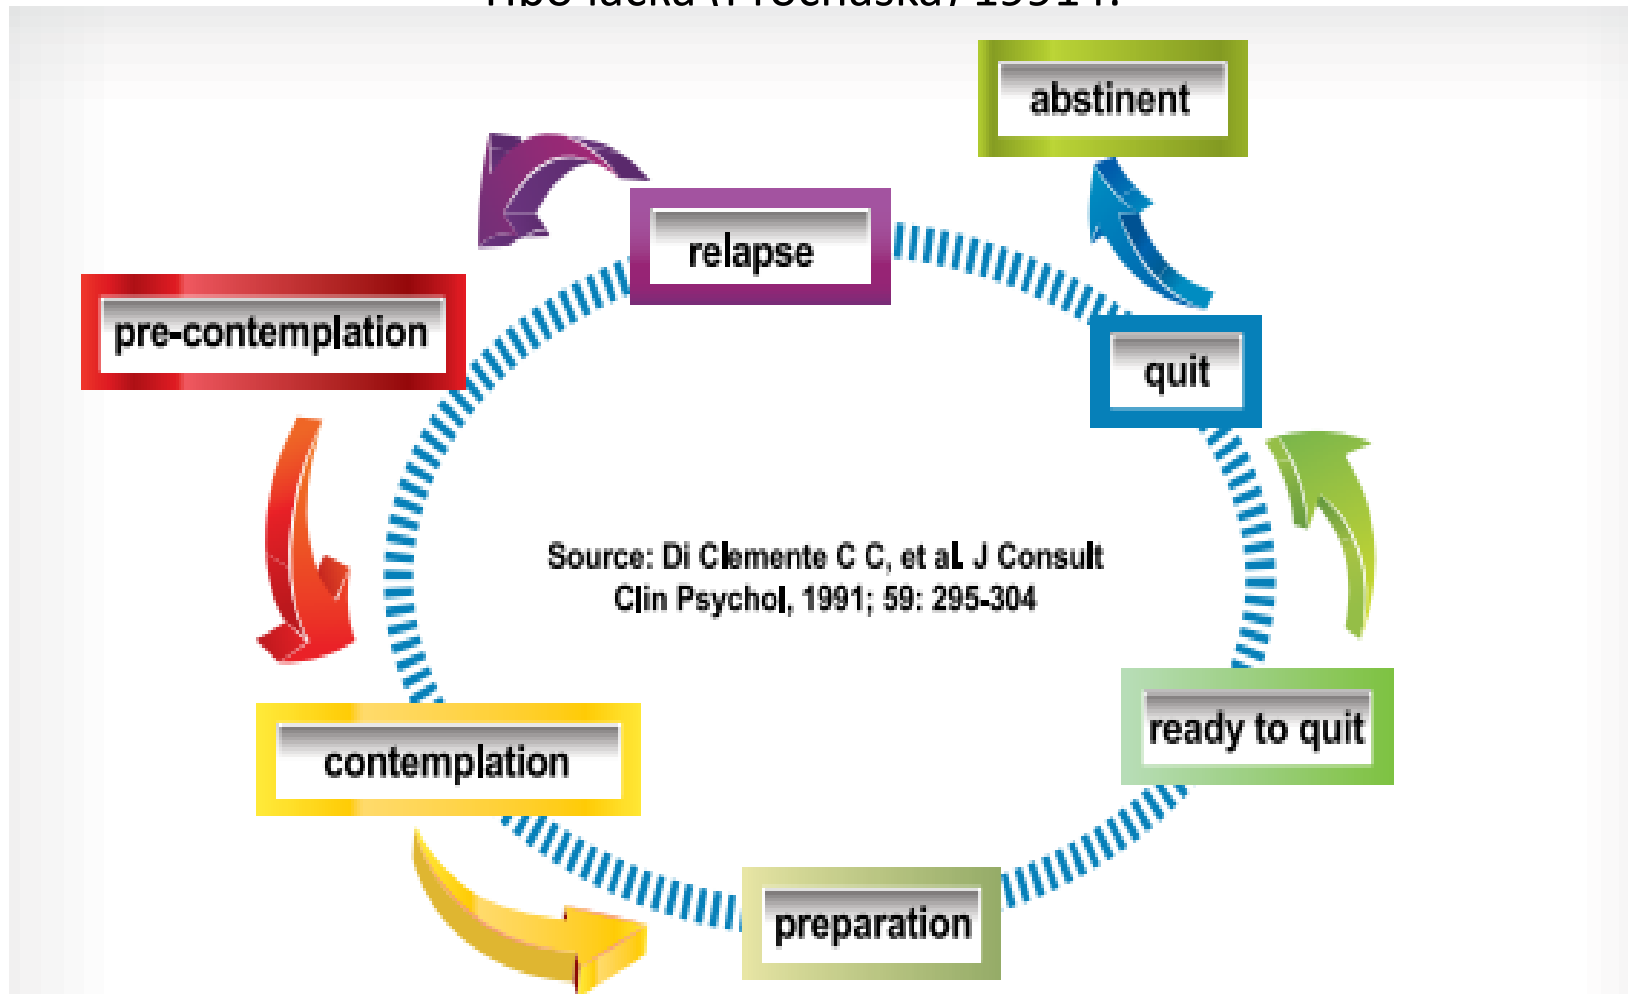 abstinent
relapse
pre-contemplation
quit
Source: Di Clemente C C, et al. J Consult
Clin Psychol, 1991; 59: 295-304
ready to quit
contemplation
preparation